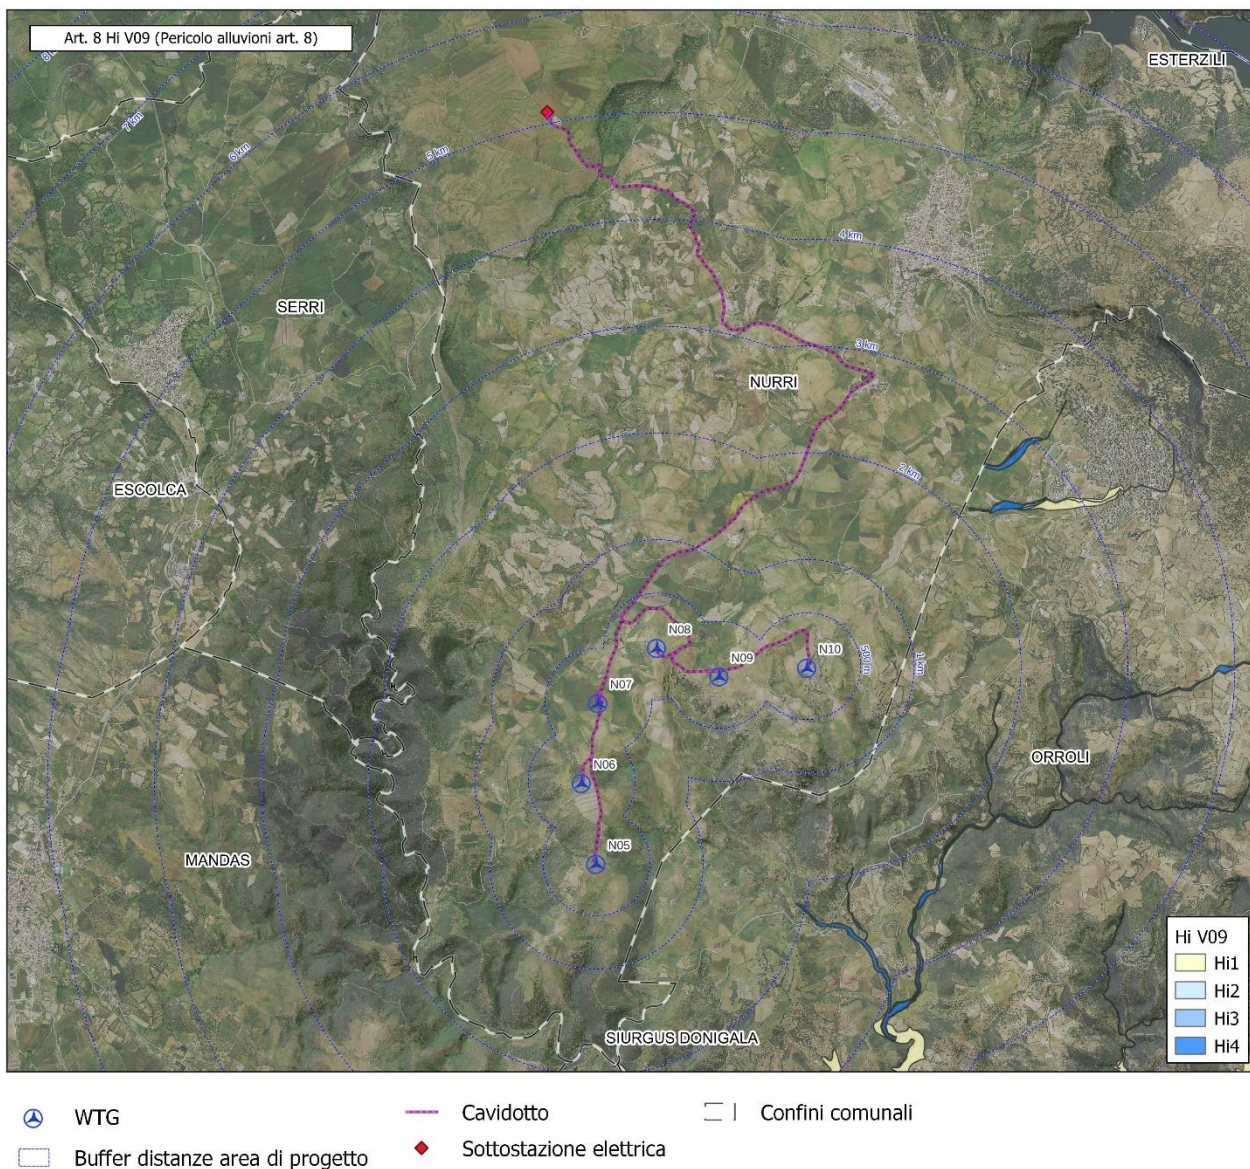 Art. 8 Hi V09 (Pericolo alluvioni art. 8)
ESTERZILI
8 km
7 km
6 km
5 km
4 km
SERRI
3 km
NURRI
2 km
ESCOLCA
N08
N09
N10
500 m
1 km
N07
N06
ORROLI
N05
MANDAS
SIURGUS DONIGALA
Hi V09
Hi1
Hi2
Hi3
Hi4
WTG
Cavidotto
Confini comunali
Buffer distanze area di progetto
Sottostazione elettrica